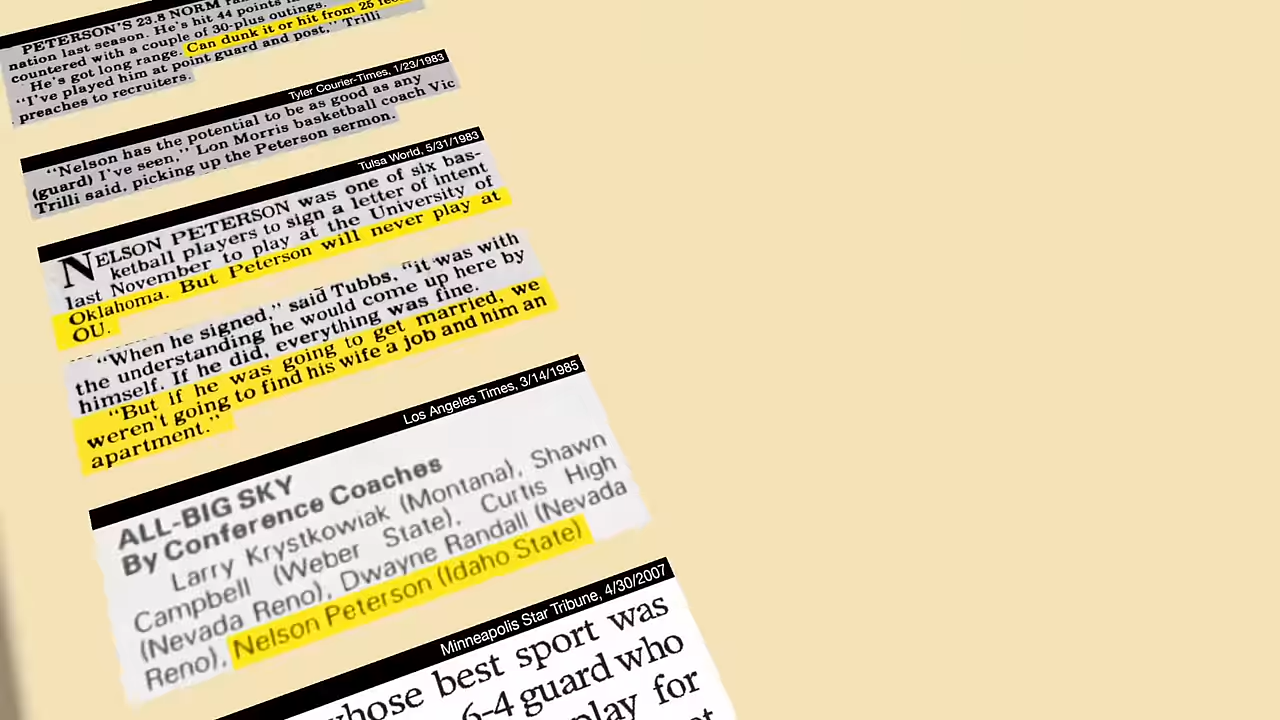 PETERSON'S 23.8 NORM
nation last season. He's hit 44 points
countered with a couple of 30-plus outings.
He's got long range. Can dunk it or hit from 25
"I've played him at point guard and post," Trilli
preaches to recruiters.
Tyler Courier-Times, 1/23/1983
"Nelson has the potential to be as good as any
(guard) I've seen," Lon Morris basketball coach Vic
Trilli said, picking up the Peterson sermon.
Tulsa World, 5/31/1983
NELSON PETERSON was one of six bas-
ketball players to sign a letter of intent
last November to play at the University of
Oklahoma. But Peterson will never play at
OU.
"When he signed," said Tubbs, "it was with
the understanding he would come up here by
himself. If he did, everything was fine.
"But if he was going to get married, we
weren't going to find his wife a job and him an
apartment."
Los Angeles Times, 3/14/1985
ALL-BIG SKY
By Conference Coaches
Larry Krystkowiak (Montana), Shawn
Campbell (Weber State), Curtis High
(Nevada Reno), Dwayne Randall (Nevada
Reno), Nelson Peterson (Idaho State)
Minneapolis Star Tribune, 4/30/2007
whose best sport was
6-4 guard who
play for